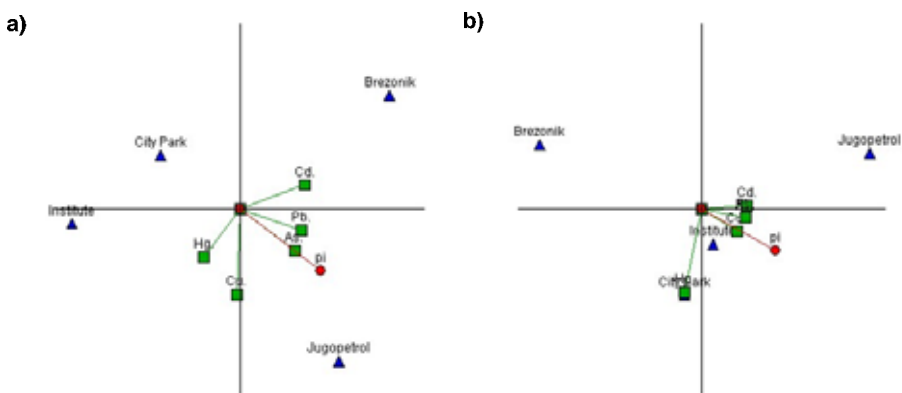 a)
Brezonik
City Park
Cd.
Institute
Pb.
As.
Hg.
pi
Cu.
Jugopetrol
b)
Brezonik
Jugopetrol
Cd.
Institute
pi
City Park